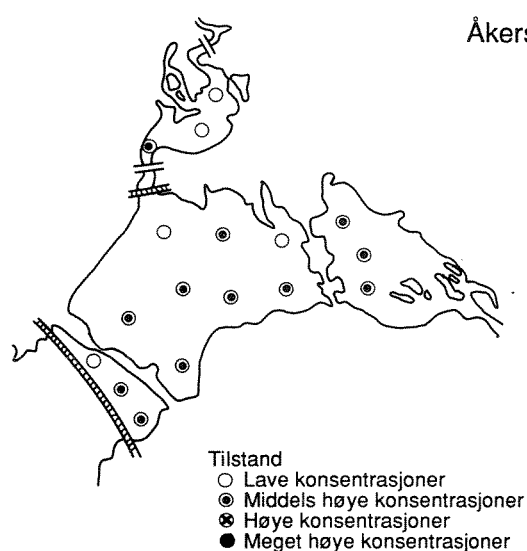 Åkers
Tilstand
Lave konsentrasjoner
Middels høye konsentrasjoner
Høye konsentrasjoner
Meget høye konsentrasjoner